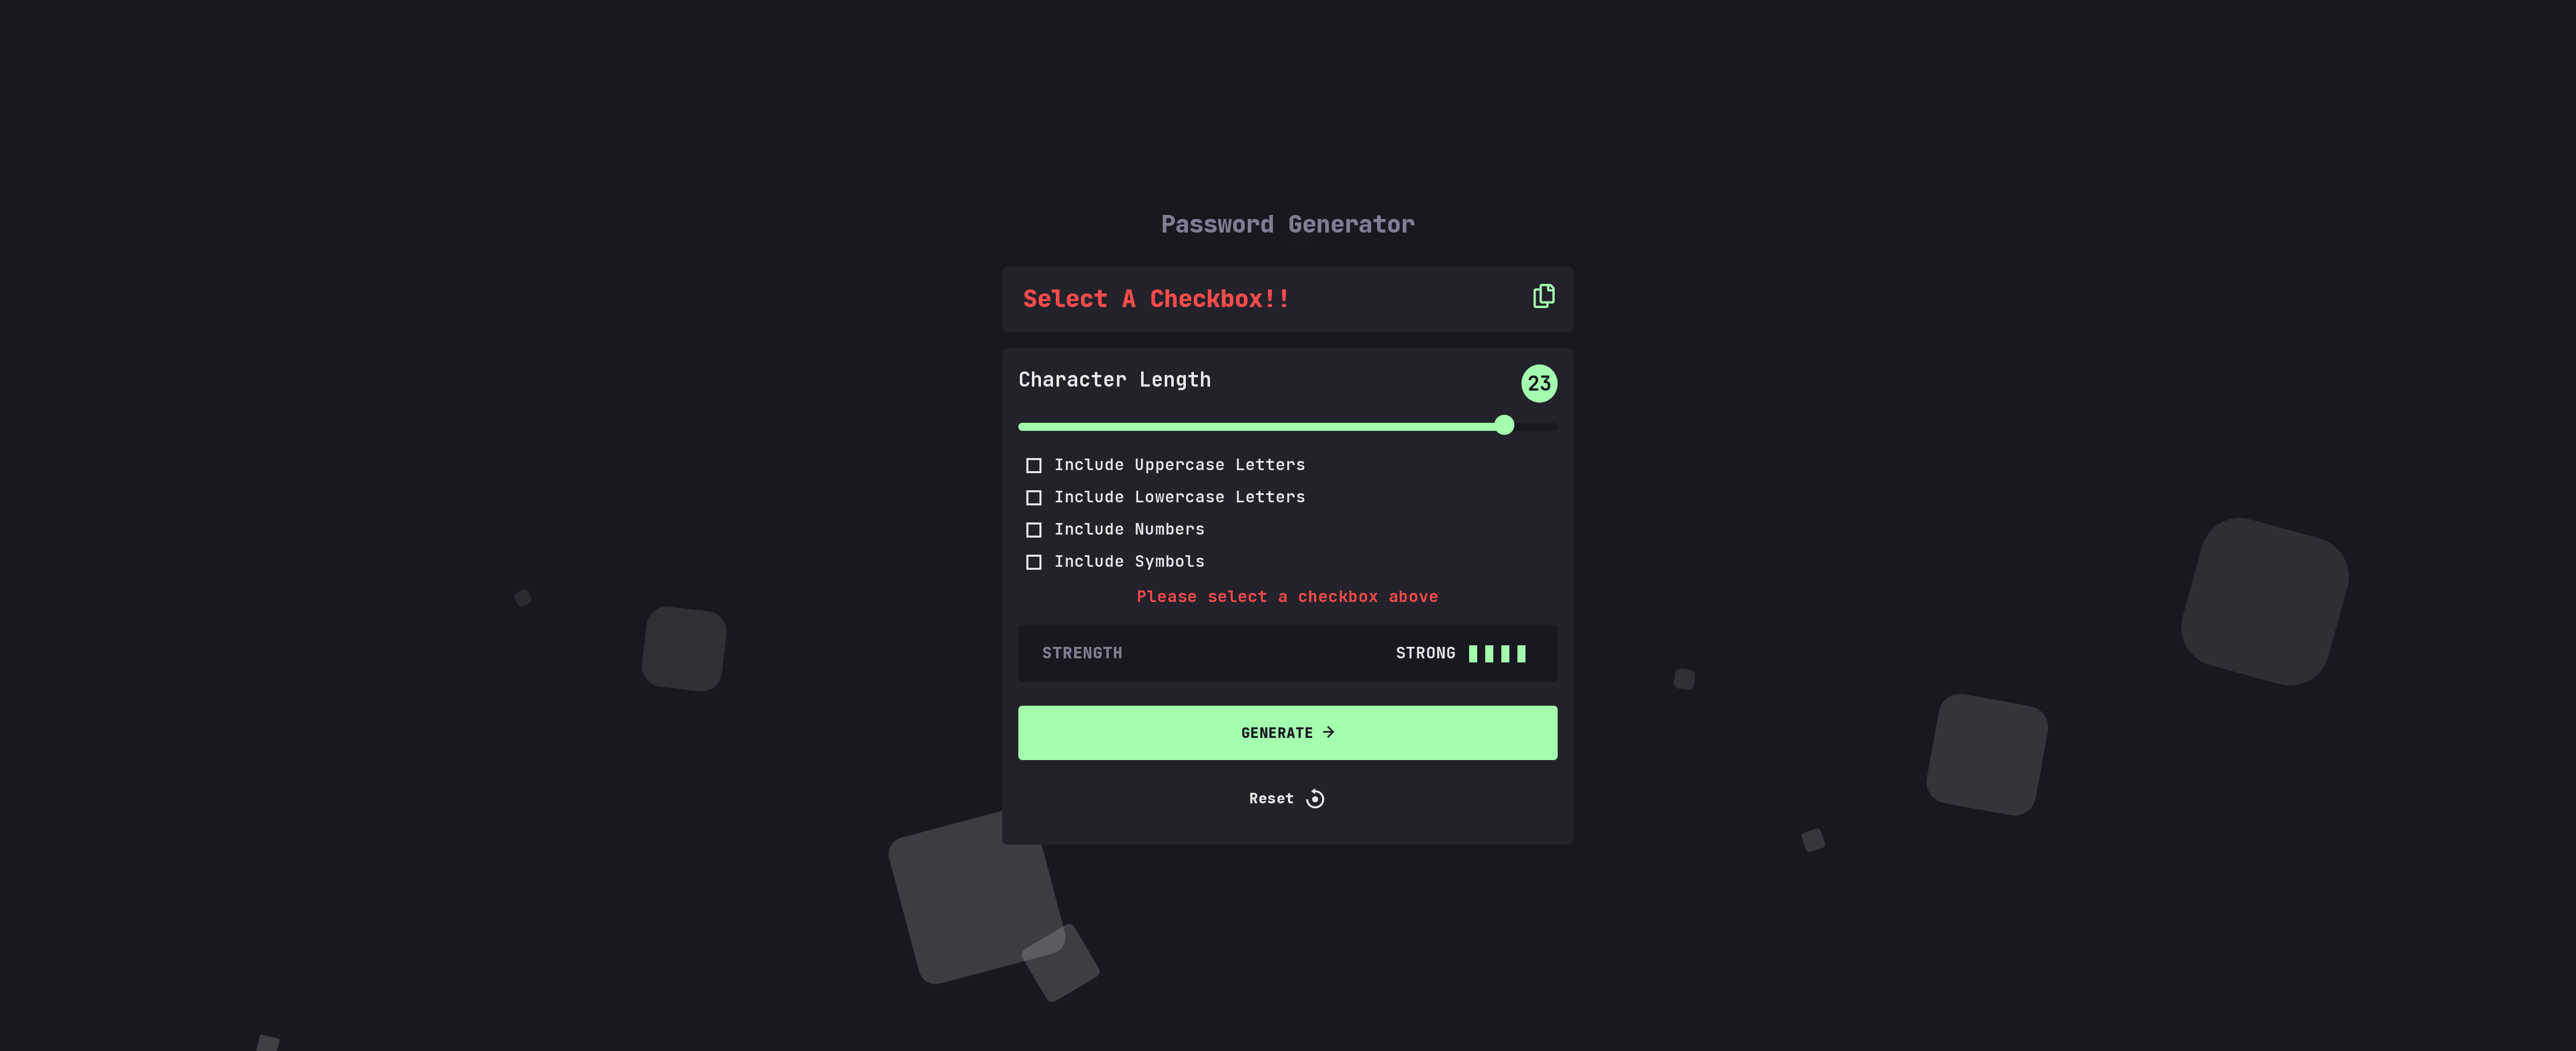 Password Generator
Select A Checkbox!!
Character Length 23
Include Uppercase Letters
Include Lowercase Letters
Include Numbers
Include Symbols
Please select a checkbox above
STRENGTH STRONG
GENERATE →
Reset